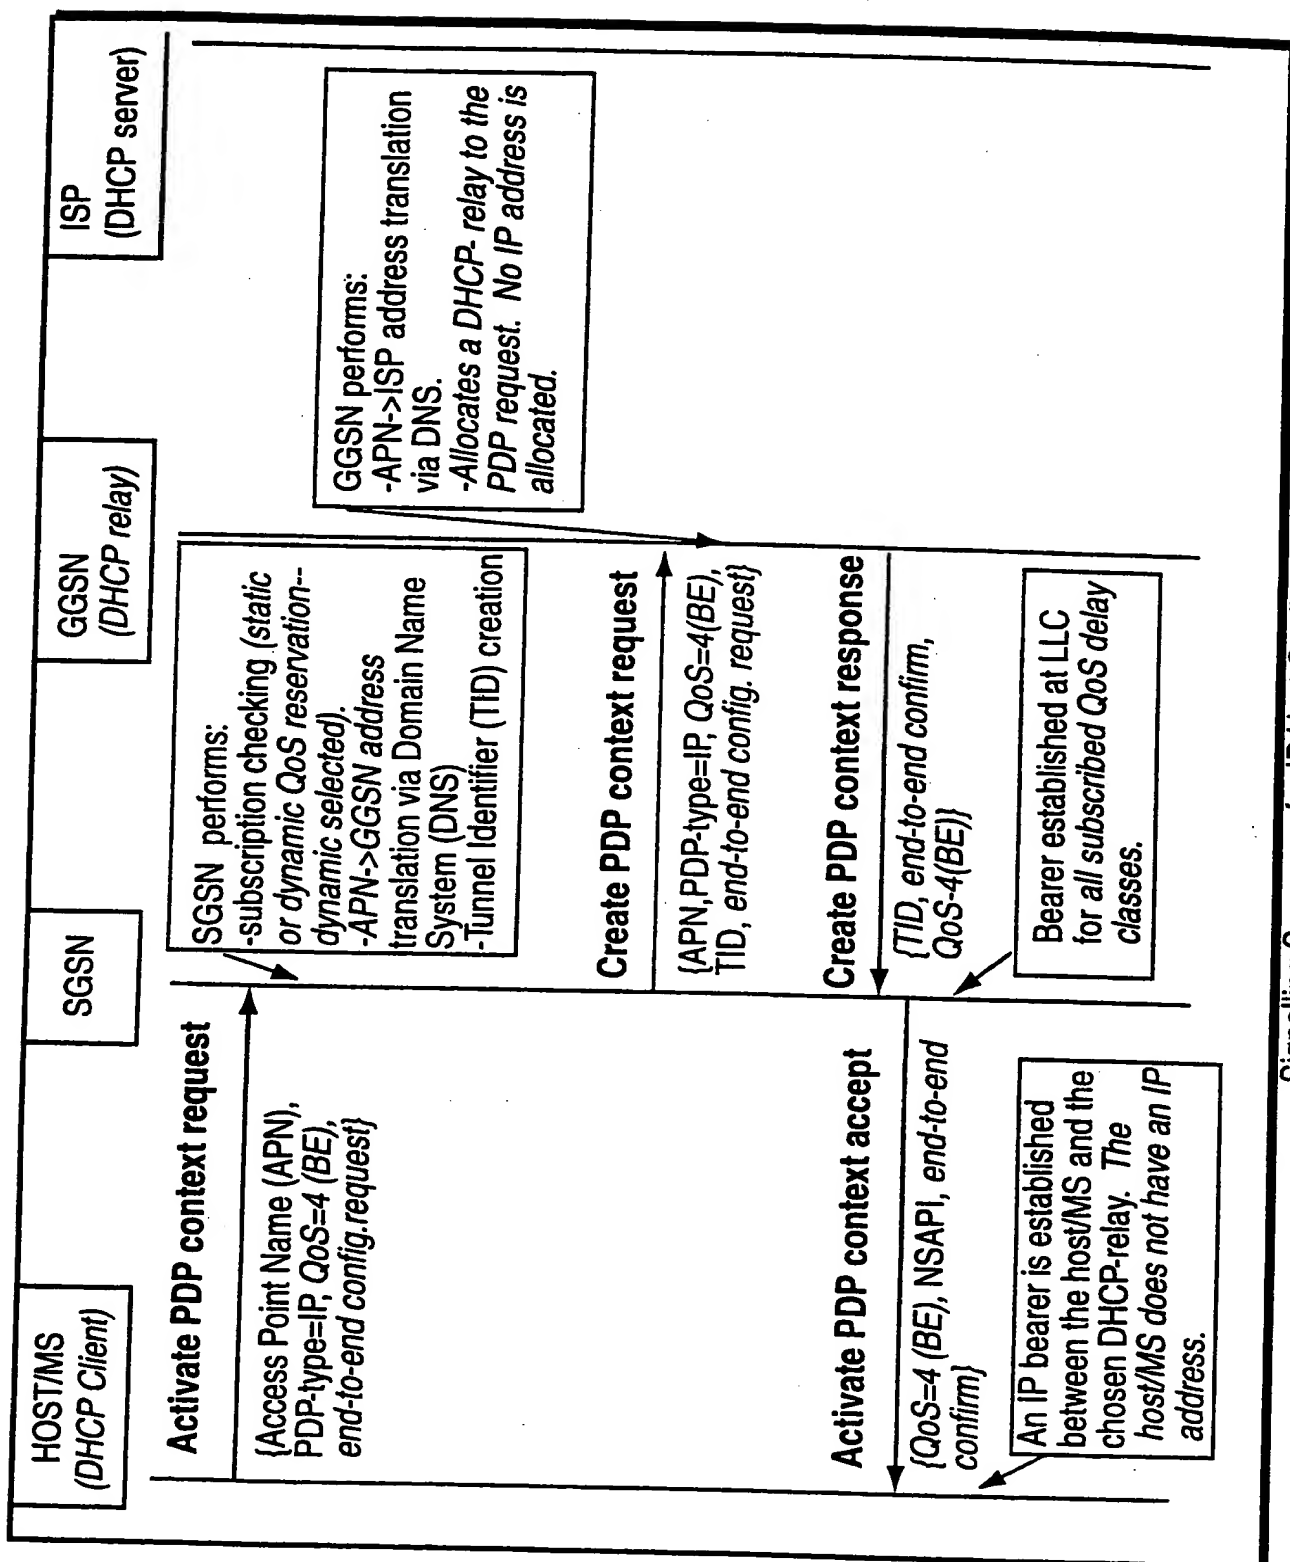 HOST/MS
(DHCP Client)
SGSN
GGSN
(DHCP relay)
ISP
(DHCP server)
Activate PDP context request
{Access Point Name (APN),
PDP-type=IP, QoS=4 (BE),
end-to-end config.request}
SGSN performs:
-subscription checking (static
or dynamic QoS reservation--
dynamic selected).
-APN->GGSN address
translation via Domain Name
System (DNS)
-Tunnel Identifier (TID) creation
Create PDP context request
{APN,PDP-type=IP, QoS=4(BE),
TID, end-to-end config. request}
GGSN performs:
-APN->ISP address translation
via DNS.
-Allocates a DHCP- relay to the
PDP request. No IP address is
allocated.
Create PDP context response
{TID, end-to-end confirm,
QoS-4(BE)}
Bearer established at LLC
for all subscribed QoS delay
classes.
Activate PDP context accept
{QoS=4 (BE), NSAPI, end-to-end
confirm}
An IP bearer is established
between the host/MS and the
chosen DHCP-relay. The
host/MS does not have an IP
address.